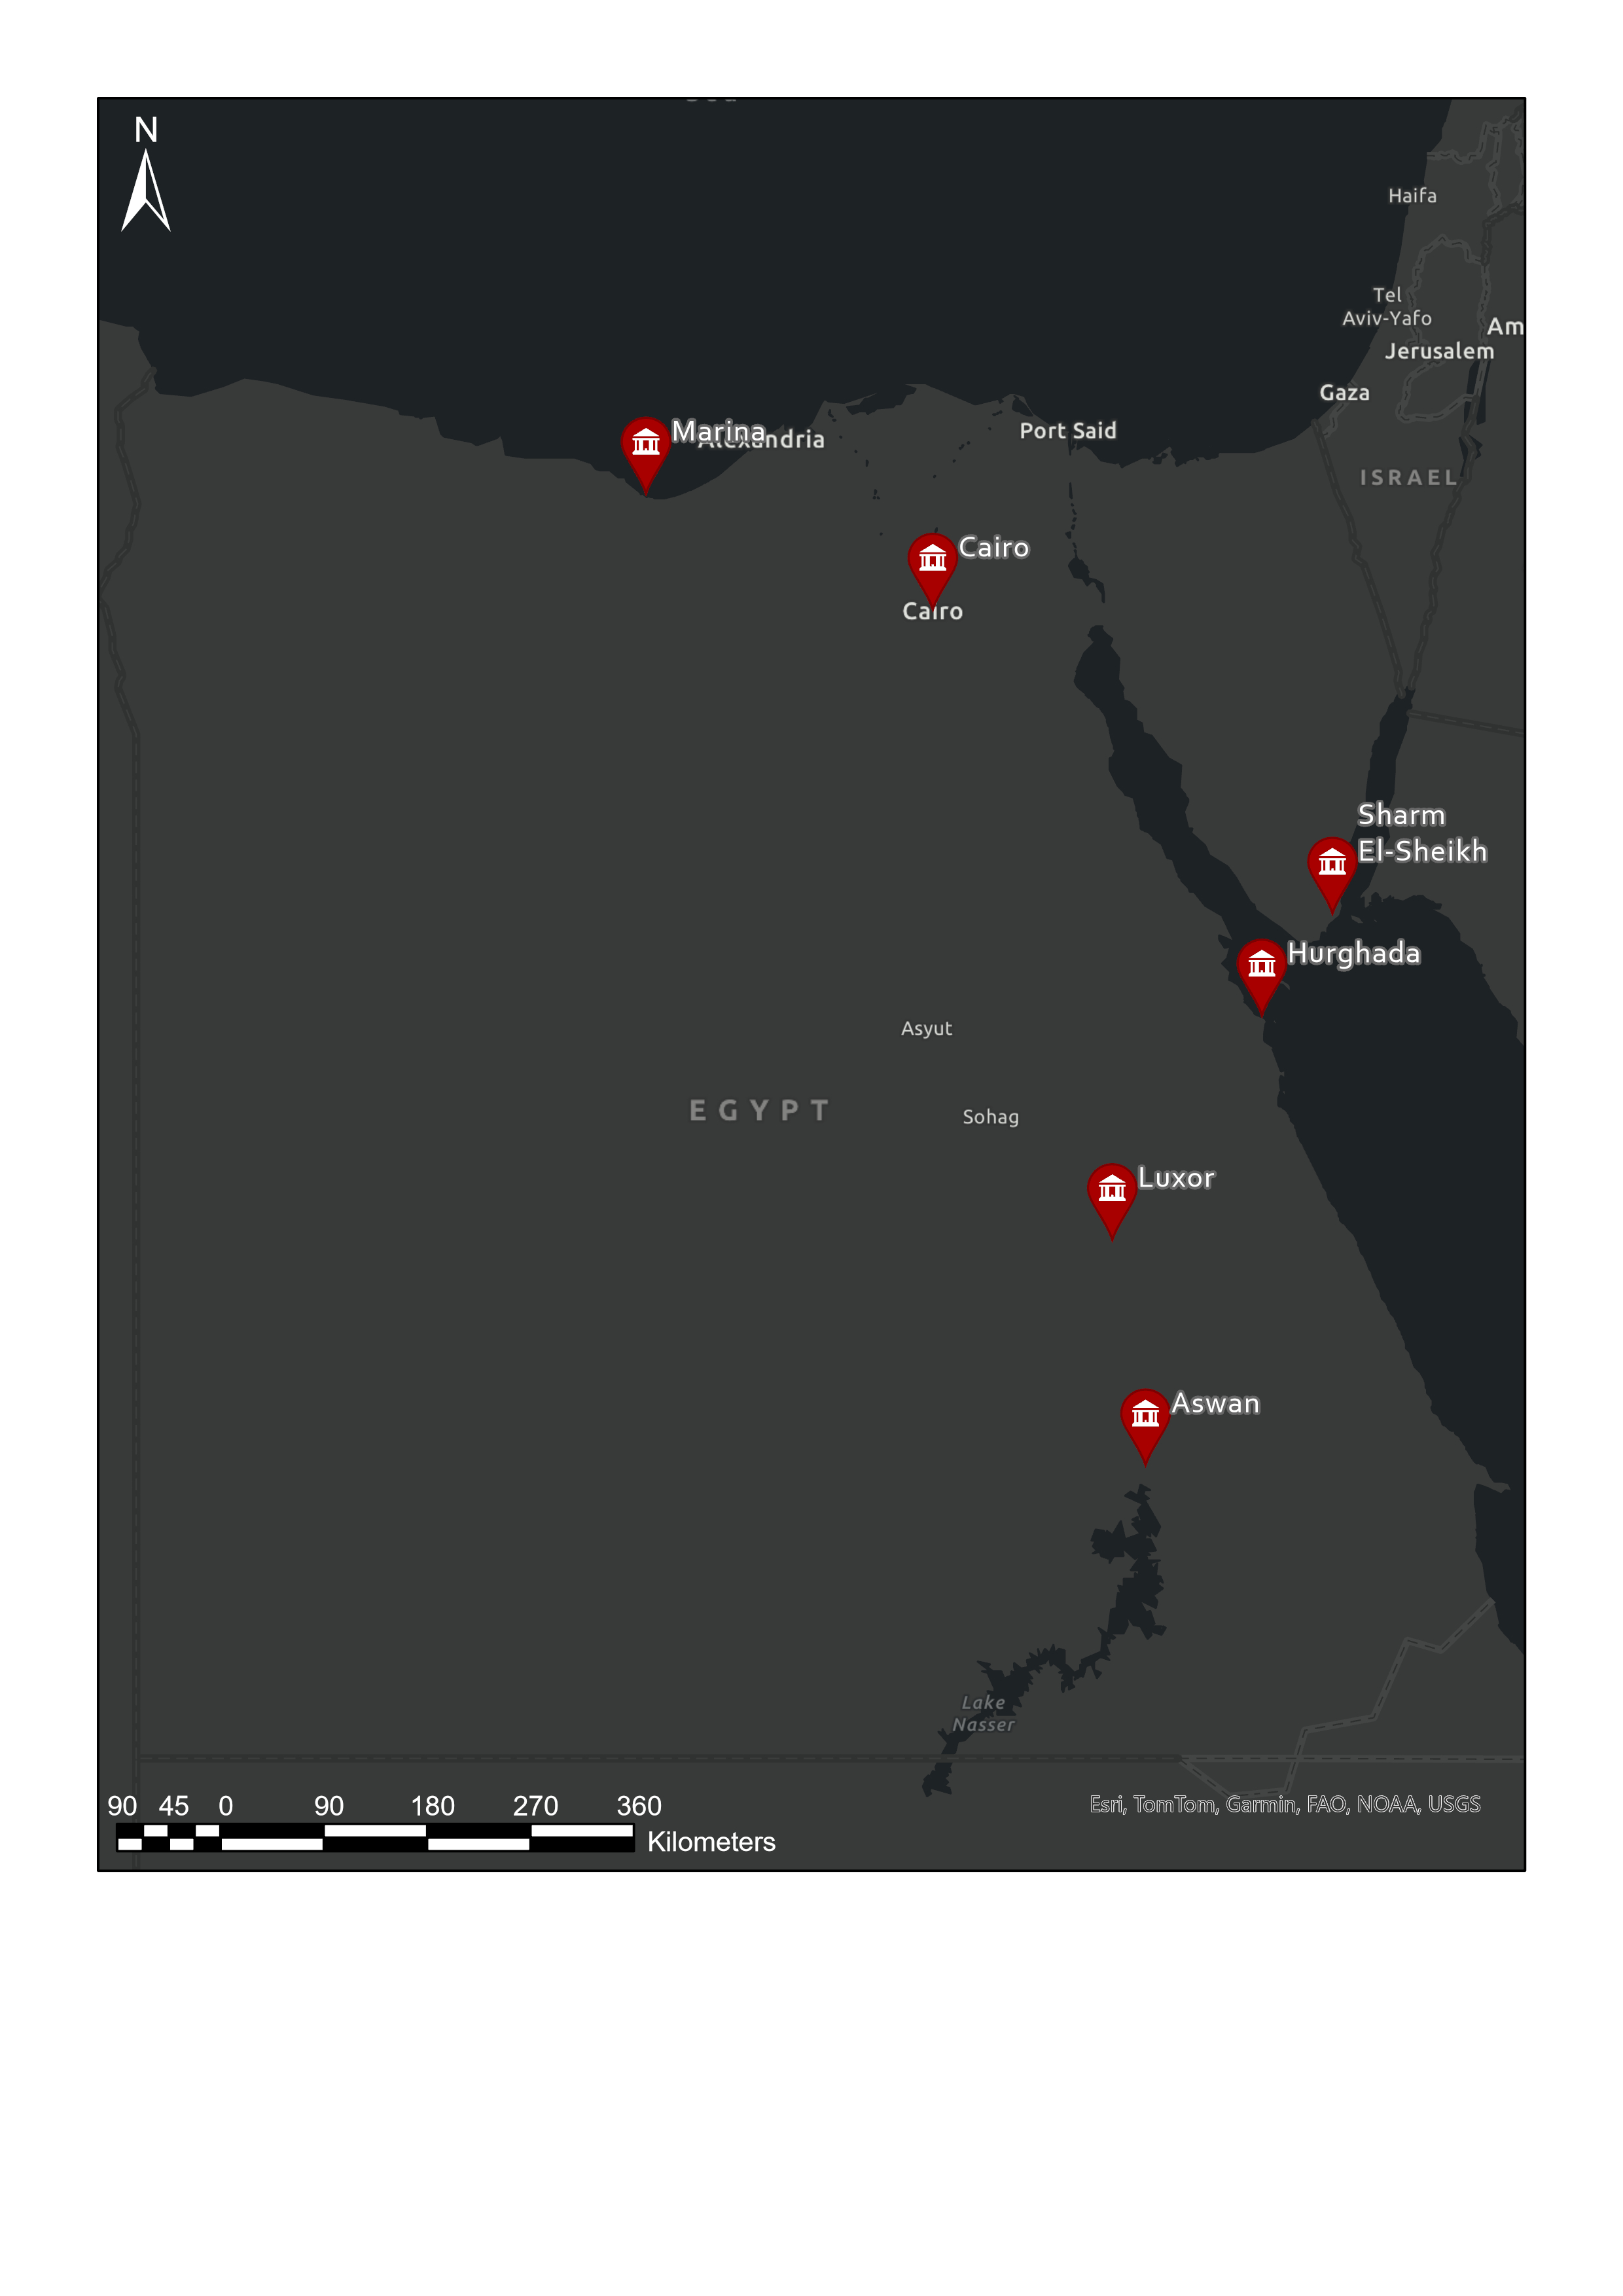 N
Haifa
Tel
Aviv-Yafo
Am
Jerusalem
Gaza
Marina
Alexandria
Port Said
ISRAEL
Cairo
Cairo
Sharm
El-Sheikh
Hurghada
Asyut
EGYPT
Sohag
Luxor
Aswan
Lake
Nasser
90 45 0 90 180 270 360
Kilometers
Esri, TomTom, Garmin, FAO, NOAA, USGS